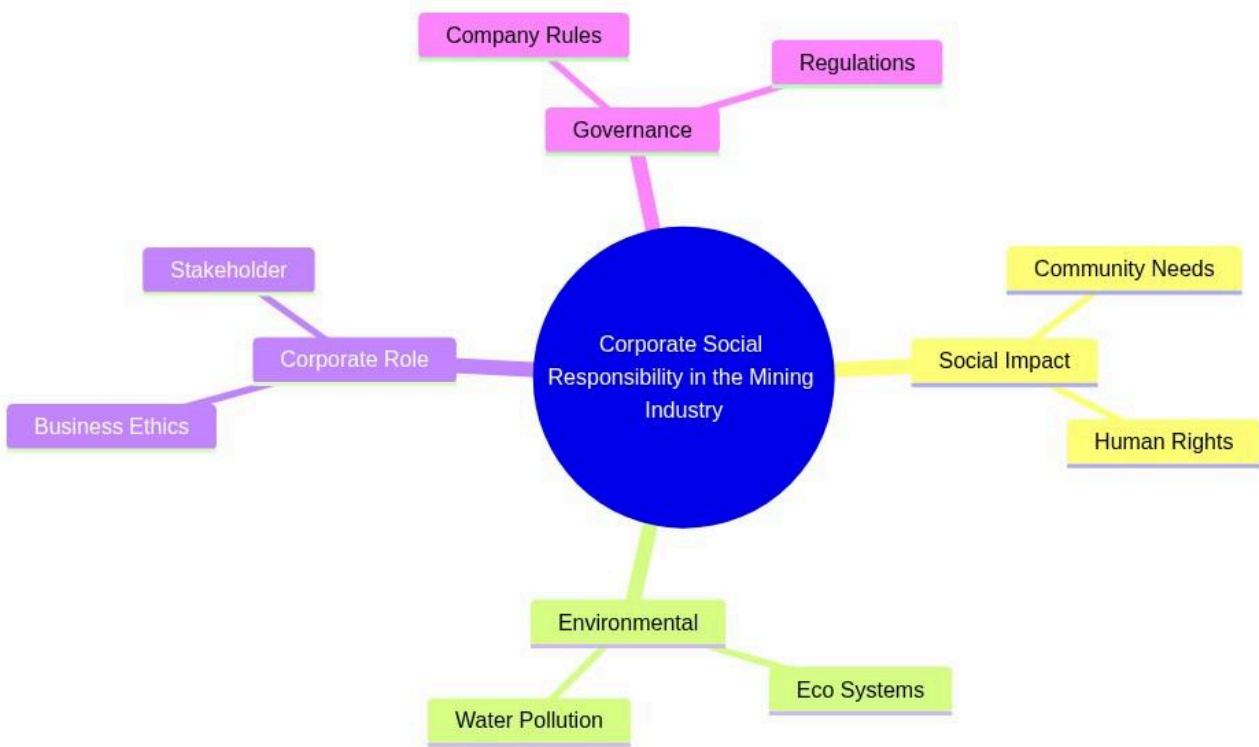 Company Rules
Regulations
Governance
Stakeholder
Community Needs
Corporate Social
Responsibility in the Mining
Industry
Corporate Role
Social Impact
Business Ethics
Human Rights
Environmental
Eco Systems
Water Pollution